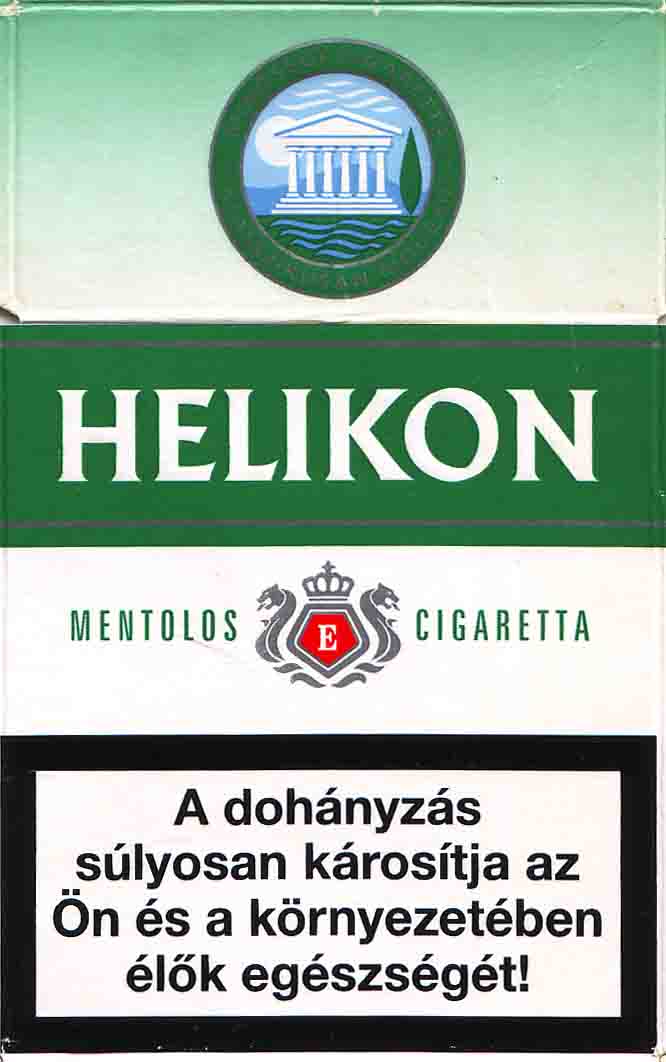 HELIKON
MENTOLOS E CIGARETTA
A dohányzás
súlyosan károsítja az
Ön és a környezetében
élők egészségét!